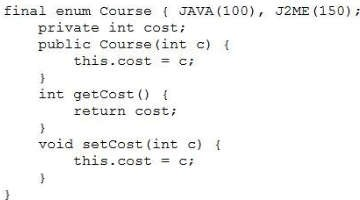 final enum Course { JAVA(100), J2ME(150);
    private int cost;
    public Course(int c) {
        this.cost = c;
    }
    int getCost() {
        return cost;
    }
    void setCost(int c) {
        this.cost = c;
    }
}